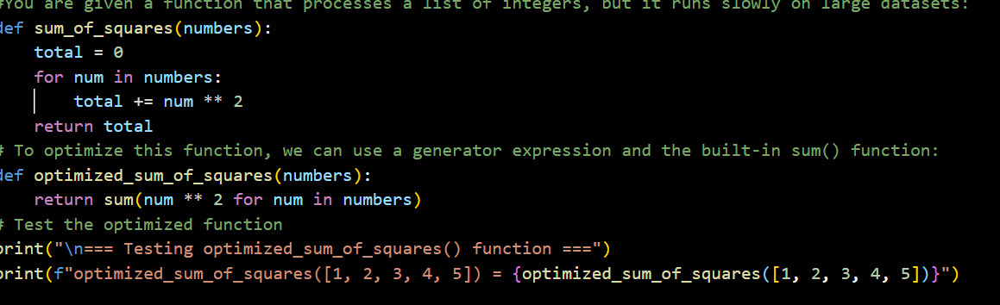 #You are given a function that processes a list of integers, but it runs slowly on large datasets:
def sum_of_squares(numbers):
    total = 0
    for num in numbers:
        total += num ** 2
    return total
# To optimize this function, we can use a generator expression and the built-in sum() function:
def optimized_sum_of_squares(numbers):
    return sum(num ** 2 for num in numbers)
# Test the optimized function
print("\n=== Testing optimized_sum_of_squares() function ===")
print(f"optimized_sum_of_squares([1, 2, 3, 4, 5]) = {optimized_sum_of_squares([1, 2, 3, 4, 5])}")